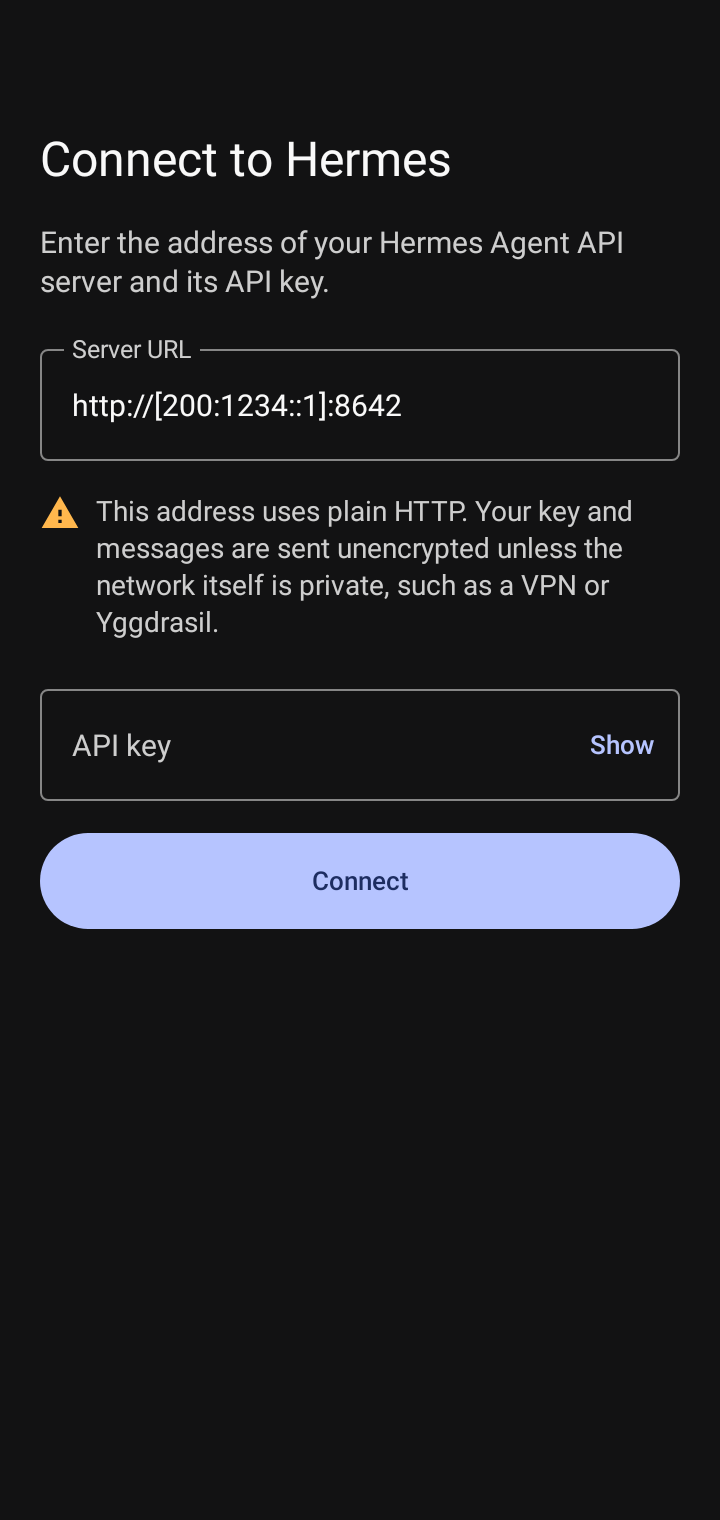 Connect to Hermes
Enter the address of your Hermes Agent API
server and its API key.
Server URL
http://[200:1234::1]:8642
This address uses plain HTTP. Your key and
messages are sent unencrypted unless the
network itself is private, such as a VPN or
Yggdrasil.
API key
Show
Connect